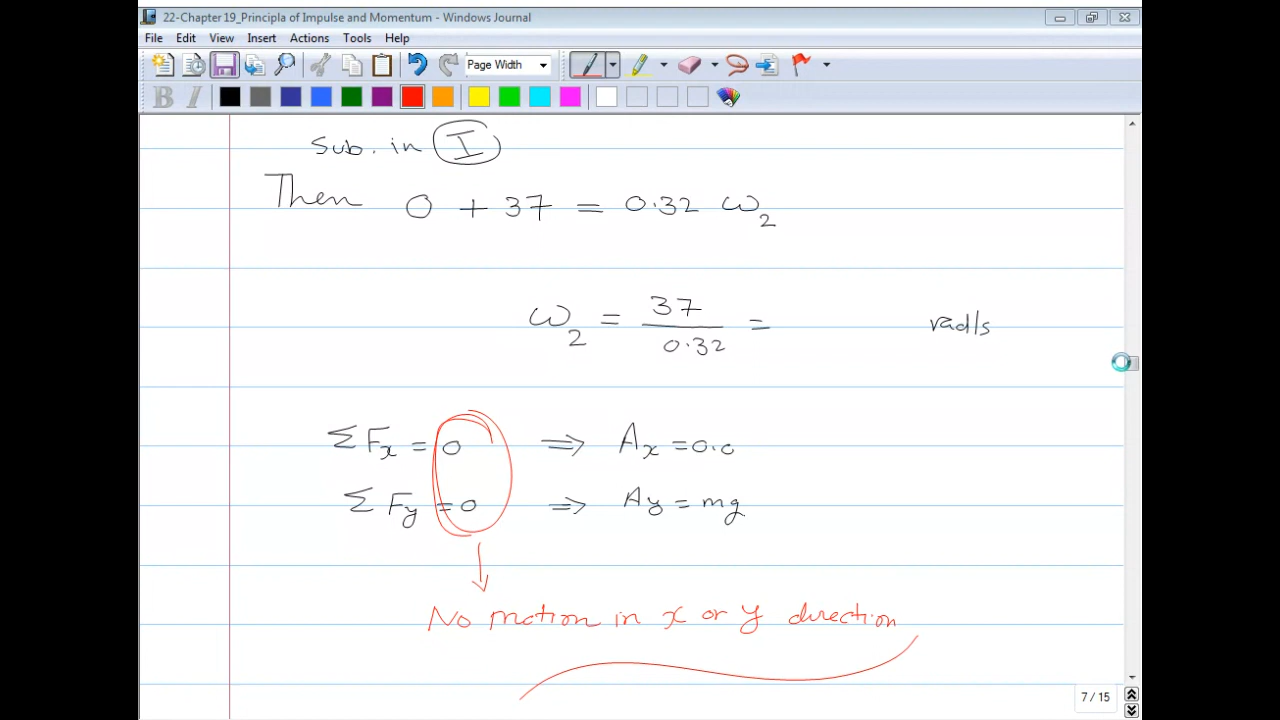 22-Chapter 19_Principla of Impulse and Momentum - Windows Journal
File Edit View Insert Actions Tools Help
Page Width
B I
Sub. in I
Then 0 + 37 = 0.32 ω2
ω2 = 37/0.32 = rad/s
ΣFx = 0 ⇒ Ax = 0.0
ΣFy = 0 ⇒ Ay = mg
No motion in x or y direction
7 / 15